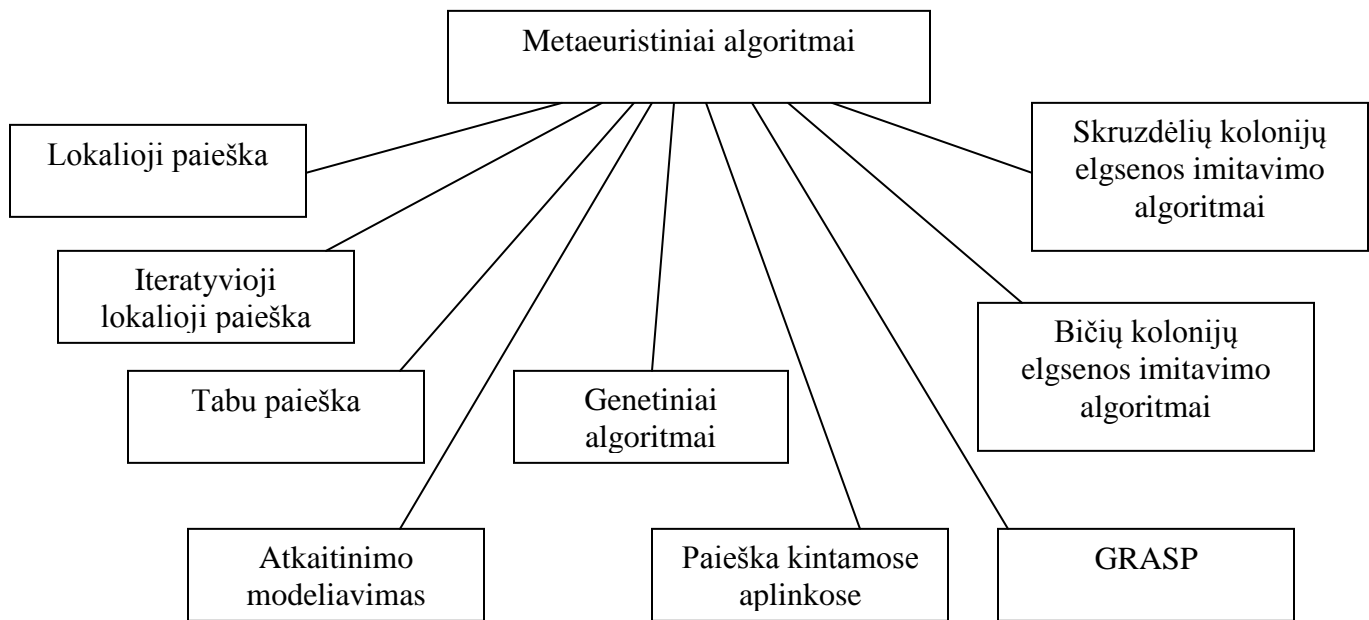 Metaeuristiniai algoritmai
Lokalioji paieška
Skruzdėlių kolonijų
elgsenos imitavimo
algoritmai
Iteratyvioji
lokalioji paieška
Bičių kolonijų
elgsenos imitavimo
algoritmai
Tabu paieška
Genetiniai
algoritmai
Atkaitinimo
modeliavimas
Paieška kintamose
aplinkose
GRASP